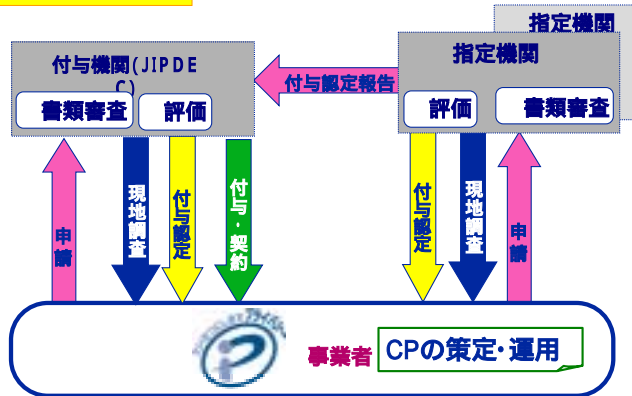 指定機関
指定機関
付与機関(JIPDE
C)
書類審査
評価
付与認定報告
評価
書類審査
申請
現地調査
付与認定
付与・契約
付与認定
現地調査
申請
事業者
CPの策定・運用